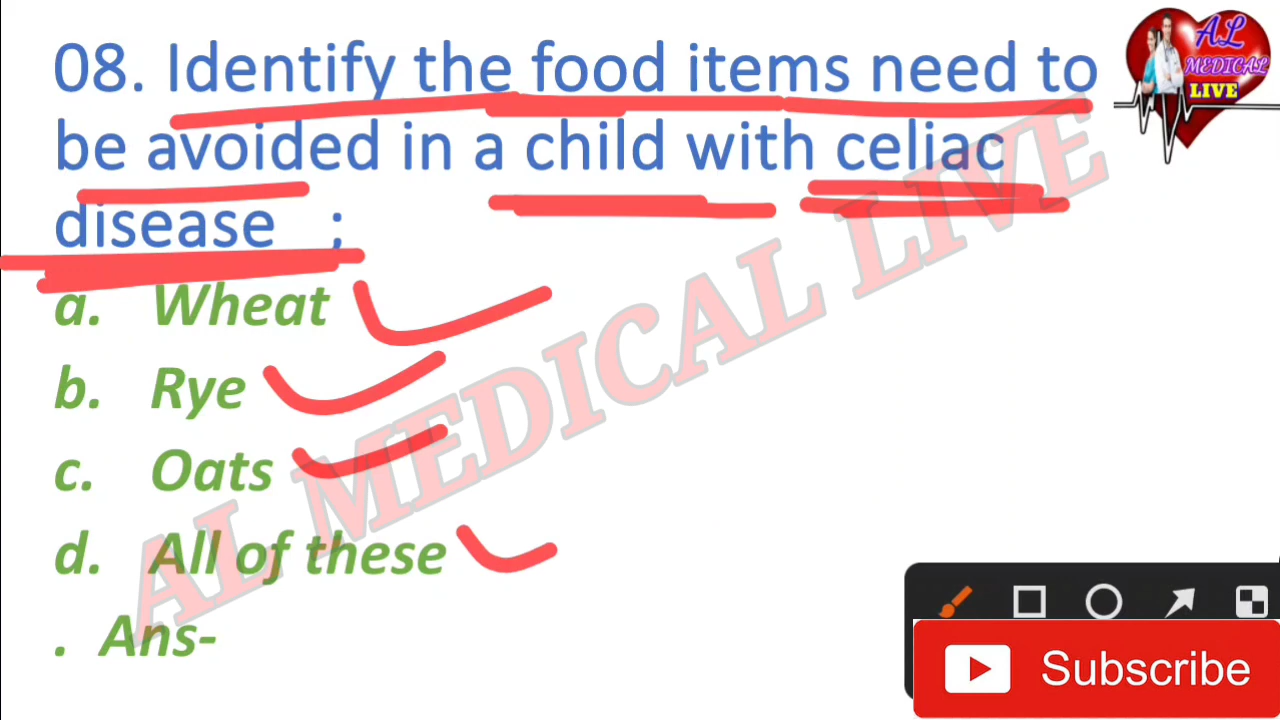 08. Identify the food items need to
be avoided in a child with celiac
disease ;
a. Wheat
b. Rye
c. Oats
d. All of these
. Ans-
AL MEDICAL LIVE
AL
MEDICAL
LIVE
Subscribe